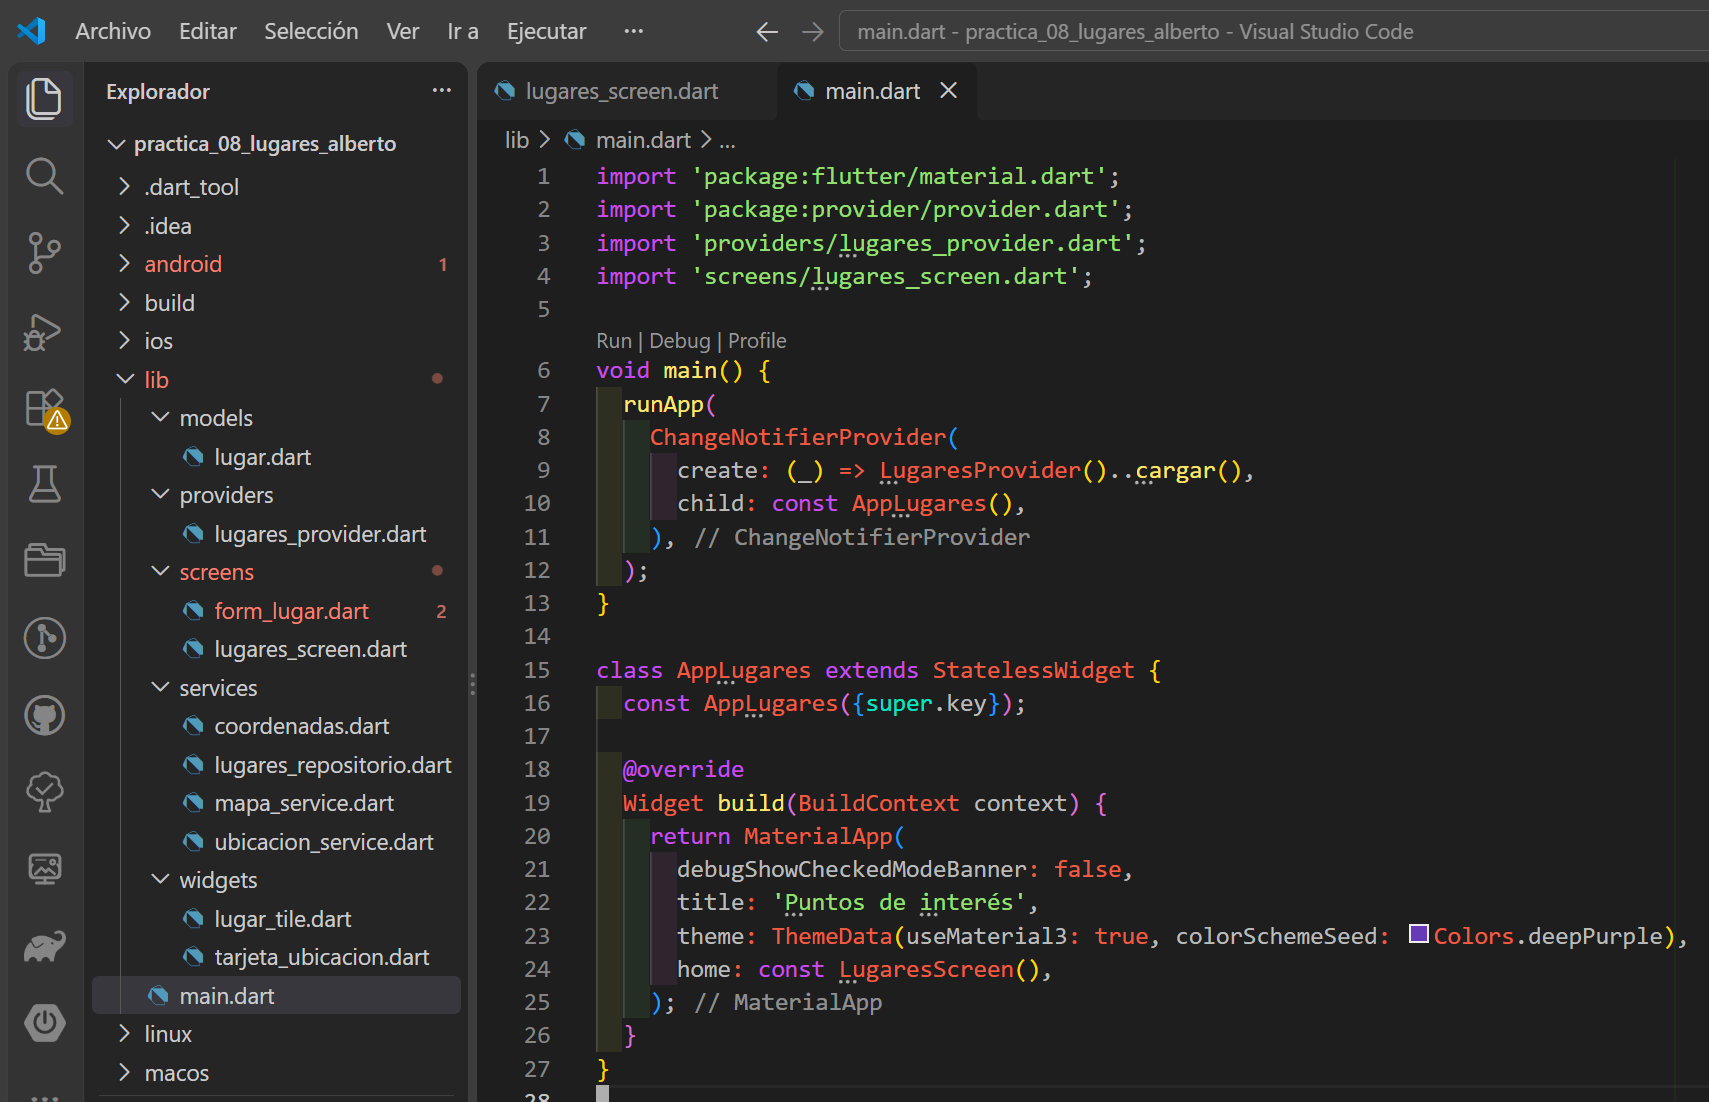 Archivo Editar Selección Ver Ir a Ejecutar ··· main.dart - practica_08_lugares_alberto - Visual Studio Code
Explorador ···
practica_08_lugares_alberto
.dart_tool
.idea
android 1
build
ios
lib
models
lugar.dart
providers
lugares_provider.dart
screens
form_lugar.dart 2
lugares_screen.dart
services
coordenadas.dart
lugares_repositorio.dart
mapa_service.dart
ubicacion_service.dart
widgets
lugar_tile.dart
tarjeta_ubicacion.dart
main.dart
linux
macos
lugares_screen.dart main.dart
lib > main.dart > ...
1 import 'package:flutter/material.dart';
2 import 'package:provider/provider.dart';
3 import 'providers/lugares_provider.dart';
4 import 'screens/lugares_screen.dart';
5
Run | Debug | Profile
6 void main() {
7 runApp(
8 ChangeNotifierProvider(
9 create: (_) => LugaresProvider()..cargar(),
10 child: const AppLugares(),
11 ), // ChangeNotifierProvider
12 );
13 }
14
15 class AppLugares extends StatelessWidget {
16 const AppLugares({super.key});
17
18 @override
19 Widget build(BuildContext context) {
20 return MaterialApp(
21 debugShowCheckedModeBanner: false,
22 title: 'Puntos de interés',
23 theme: ThemeData(useMaterial3: true, colorSchemeSeed: Colors.deepPurple),
24 home: const LugaresScreen(),
25 ); // MaterialApp
26 }
27 }
28